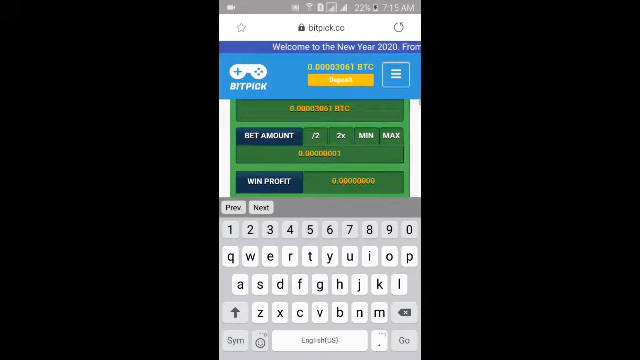 22% 7:15 AM
bitpick.co
Welcome to the New Year 2020. From
0.00003061 BTC
Deposit
BITPICK
0.00003061 BTC
BET AMOUNT /2 2x MIN MAX
0.00000001
WIN PROFIT 0.00000000
Prev. Next
1 2 3 4 5 6 7 8 9 0
q w e r t y u i o p
a s d f g h j k l
z x c v b n m
Sym English(US) . Go